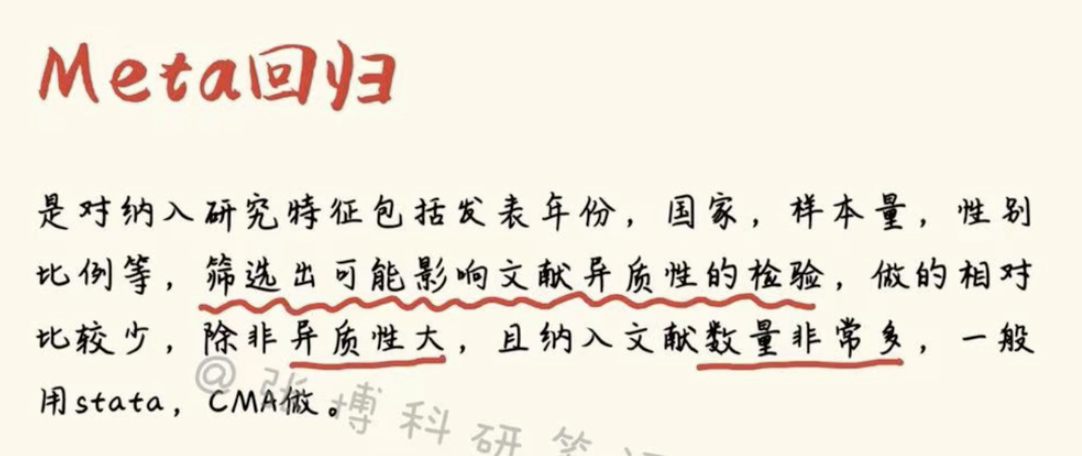 Meta回归
是对纳入研究特征包括发表年份，国家，样本量，性别
比例等，筛选出可能影响文献异质性的检验，做的相对
比较少，除非异质性大，且纳入文献数量非常多，一般
用stata，CMA做。
@张博科研笔记